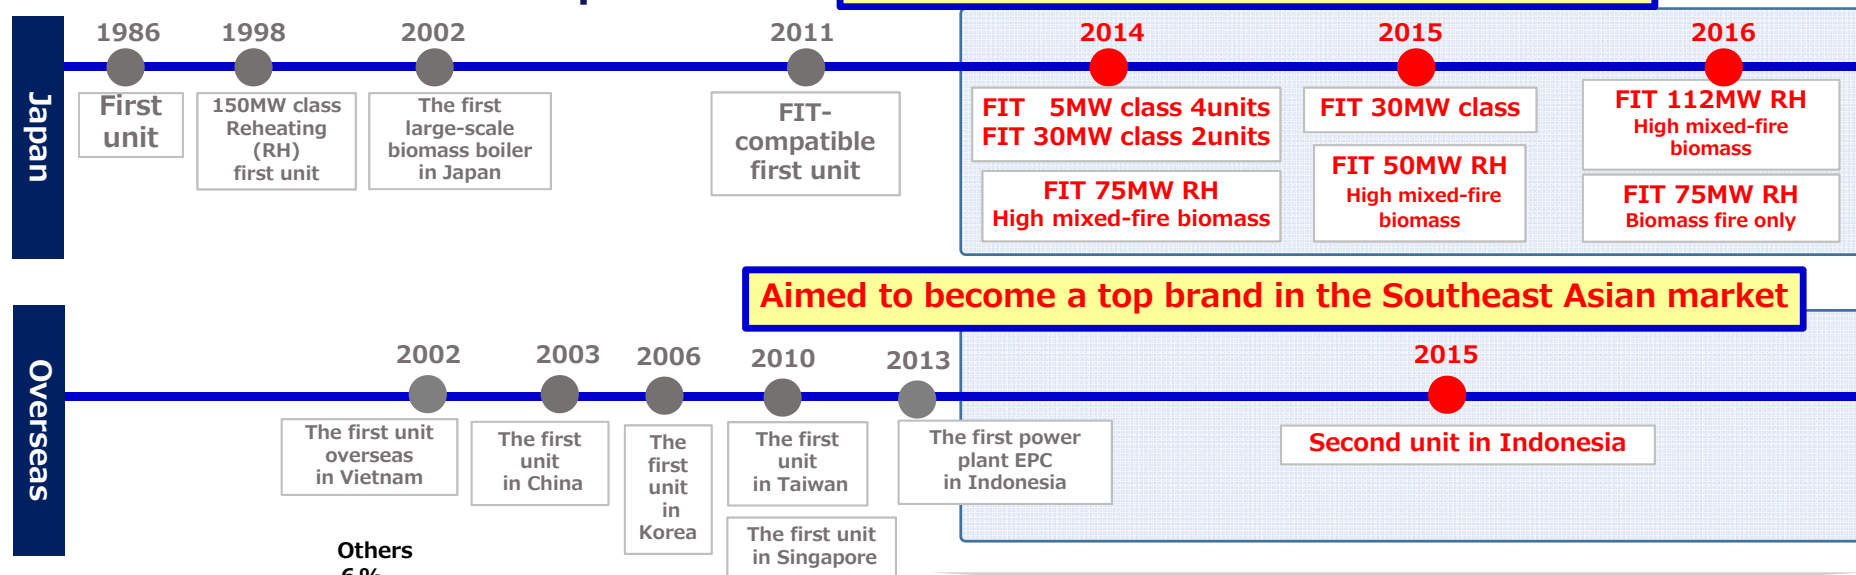 Japan
1986
First
unit
1998
150MW class
Reheating
(RH)
first unit
2002
The first
large-scale
biomass boiler
in Japan
2011
FIT-
compatible
first unit
2014
FIT 5MW class 4units
FIT 30MW class 2units
FIT 75MW RH
High mixed-fire biomass
2015
FIT 30MW class
FIT 50MW RH
High mixed-fire
biomass
2016
FIT 112MW RH
High mixed-fire
biomass
FIT 75MW RH
Biomass fire only
Aimed to become a top brand in the Southeast Asian market
Overseas
2002
The first unit
overseas
in Vietnam
2003
The first
unit
in China
2006
The
first
unit
in
Korea
2010
The first
unit
in Taiwan
The first unit
in Singapore
2013
The first power
plant EPC
in Indonesia
2015
Second unit in Indonesia
Others
6%